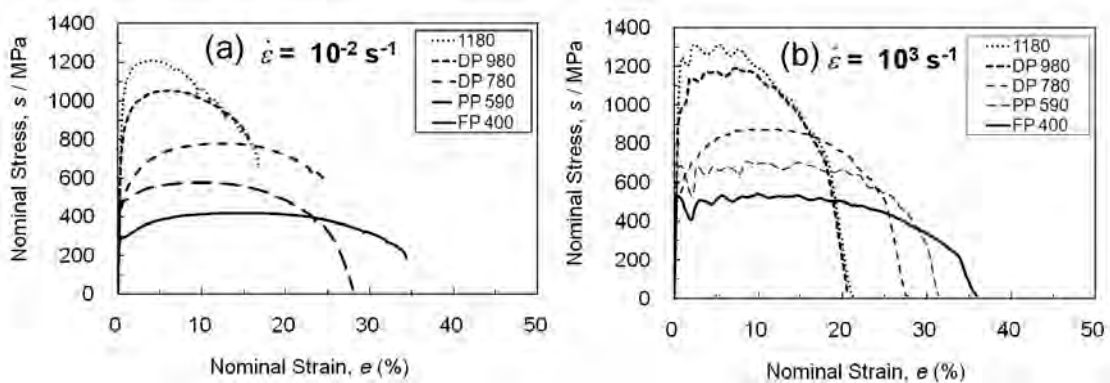 1400
1200
1000
800
600
400
200
0
Nominal Stress, s / MPa
(a) ε̇ = 10⁻² s⁻¹
1180
DP 980
DP 780
PP 590
FP 400
0 10 20 30 40 50
Nominal Strain, e (%)
1400
1200
1000
800
600
400
200
0
Nominal Stress, s / MPa
(b) ε̇ = 10³ s⁻¹
1180
DP 980
DP 780
PP 590
FP 400
0 10 20 30 40 50
Nominal Strain, e (%)